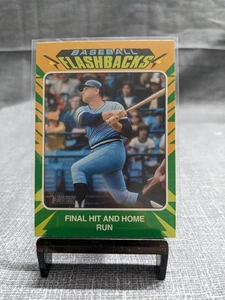 BASEBALL
FLASHBACKS
FINAL HIT AND HOME
RUN